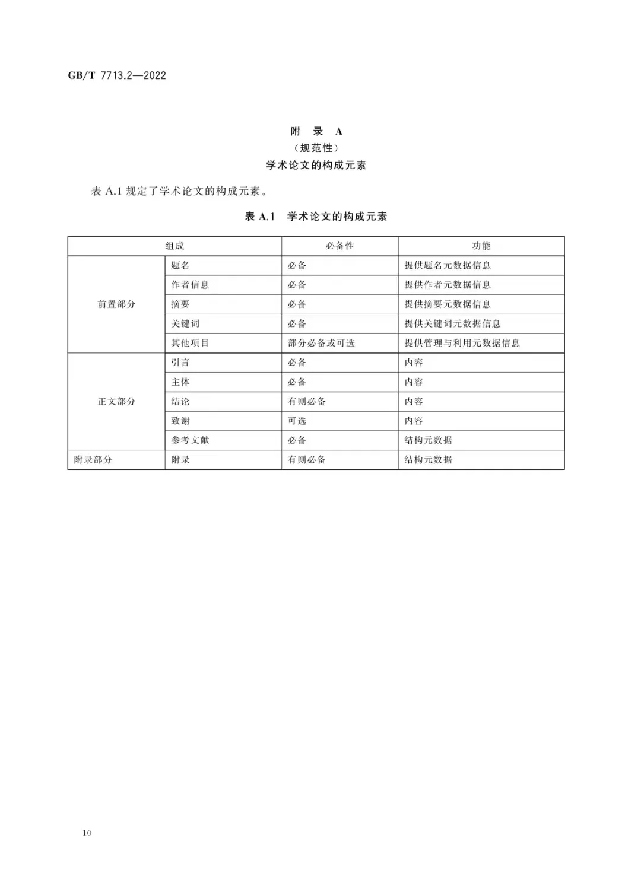 GB/T 7713.2—2022
附 录 A
（规范性）
学术论文的构成元素
表 A.1 规定了学术论文的构成元素。
表 A.1 学术论文的构成元素
组成 必备性 功能
前置部分 题名 必备 提供题名元数据信息
作者信息 必备 提供作者元数据信息
摘要 必备 提供摘要元数据信息
关键词 必备 提供关键词元数据信息
其他项目 部分必备或可选 提供管理与利用元数据信息
正文部分 引言 必备 内容
主体 必备 内容
结论 有则必备 内容
致谢 可选 内容
参考文献 必备 结构元数据
附录部分 附录 有则必备 结构元数据
10